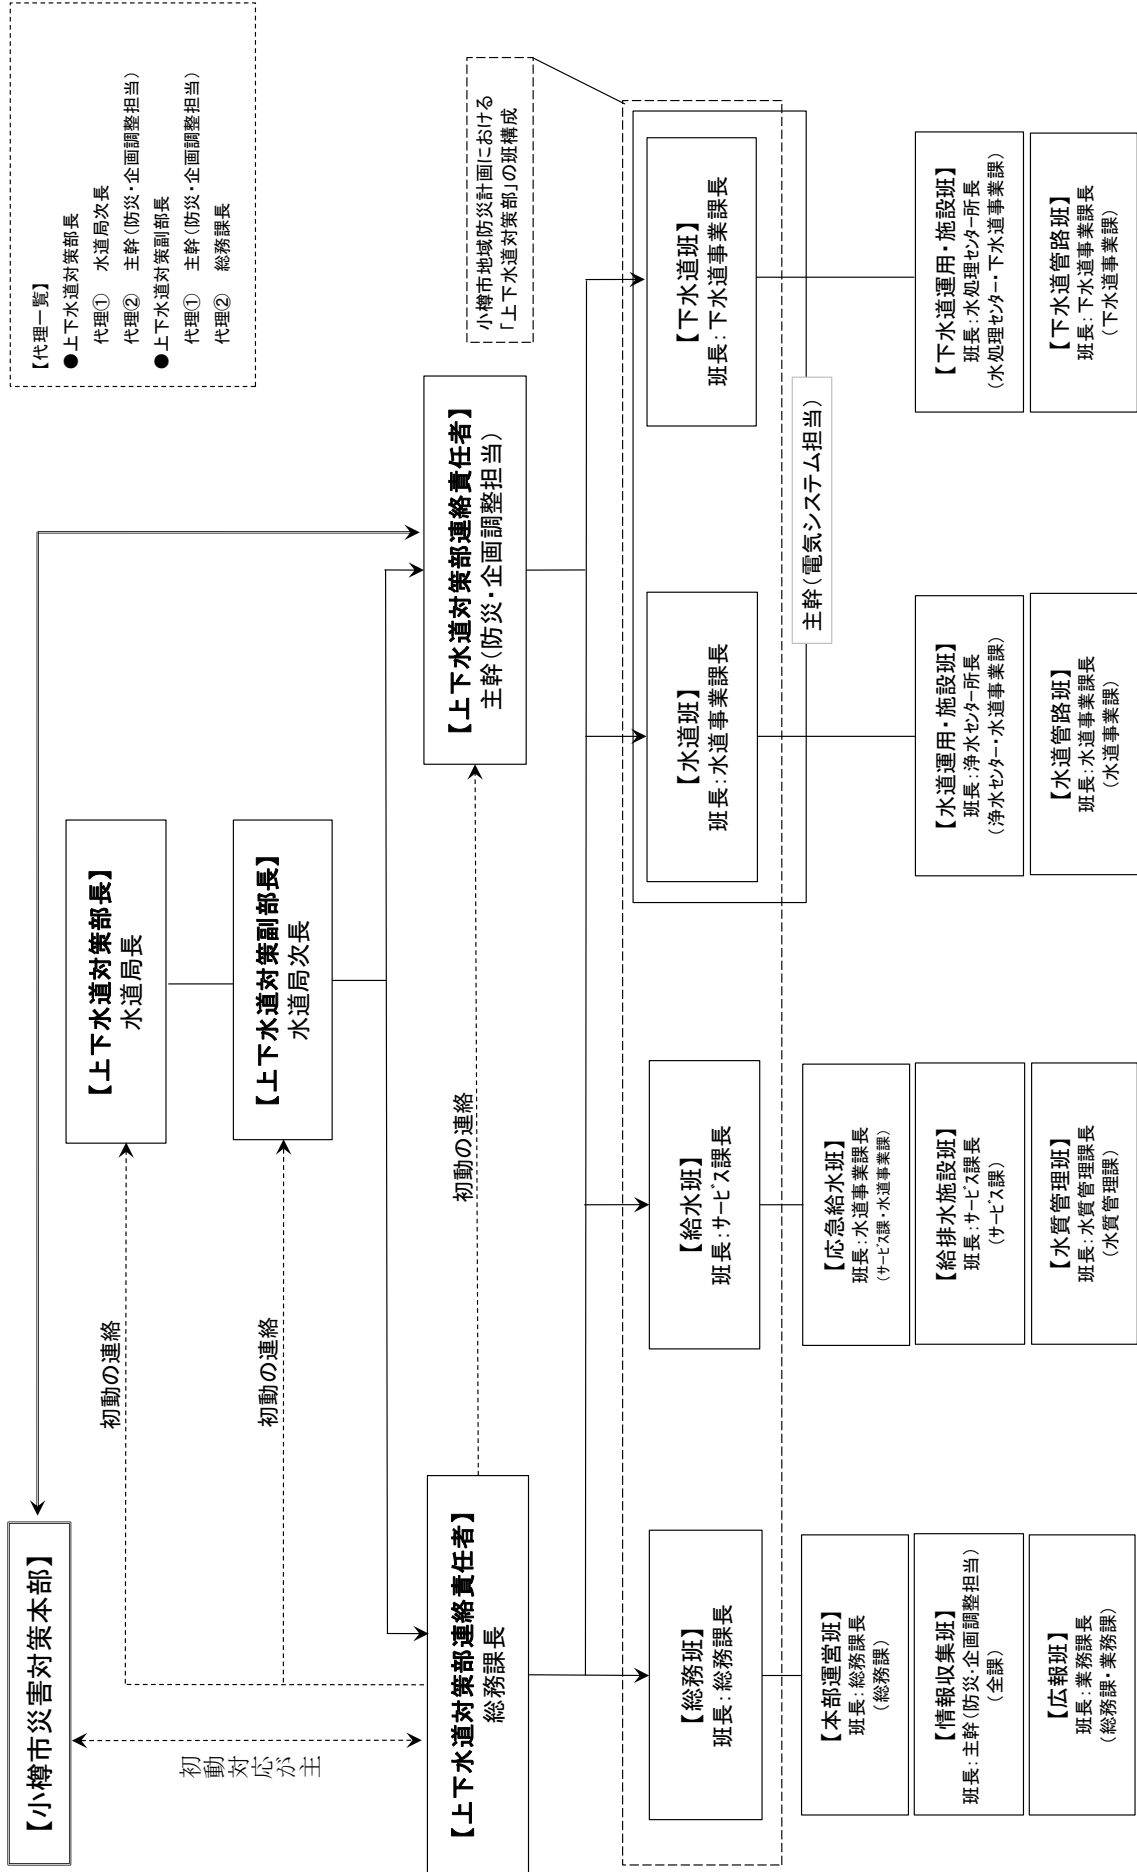 【小樽市災害対策本部】
初動対応が主
【上下水道対策部長】
水道局長
【上下水道対策副部長】
水道局次長
初動の連絡
初動の連絡
初動の連絡
【代理一覧】
●上下水道対策部長
代理① 水道局次長
代理② 主幹(防災・企画調整担当)
●上下水道対策副部長
代理① 主幹(防災・企画調整担当)
代理② 総務課長
【上下水道対策部連絡責任者】
総務課長
【上下水道対策部連絡責任者】
主幹(防災・企画調整担当)
小樽市地域防災計画における
「上下水道対策部」の班構成
【総務班】
班長:総務課長
【給水班】
班長:サービス課長
【水道班】
班長:水道事業課長
【下水道班】
班長:下水道事業課長
主幹(電気システム担当)
【本部運営班】
班長:総務課長
(総務課)
【情報収集班】
班長:主幹(防災・企画調整担当)
(全課)
【広報班】
班長:業務課長
(総務課・業務課)
【応急給水班】
班長:水道事業課長
(サービス課・水道事業課)
【給排水施設班】
班長:サービス課長
(サービス課)
【水質管理班】
班長:水質管理課長
(水質管理課)
【水道運用・施設班】
班長:浄水センター所長
(浄水センター・水道事業課)
【水道管路班】
班長:水道事業課長
(水道事業課)
【下水道運用・施設班】
班長:水処理センター所長
(水処理センター・下水道事業課)
【下水道管路班】
班長:下水道事業課長
(下水道事業課)